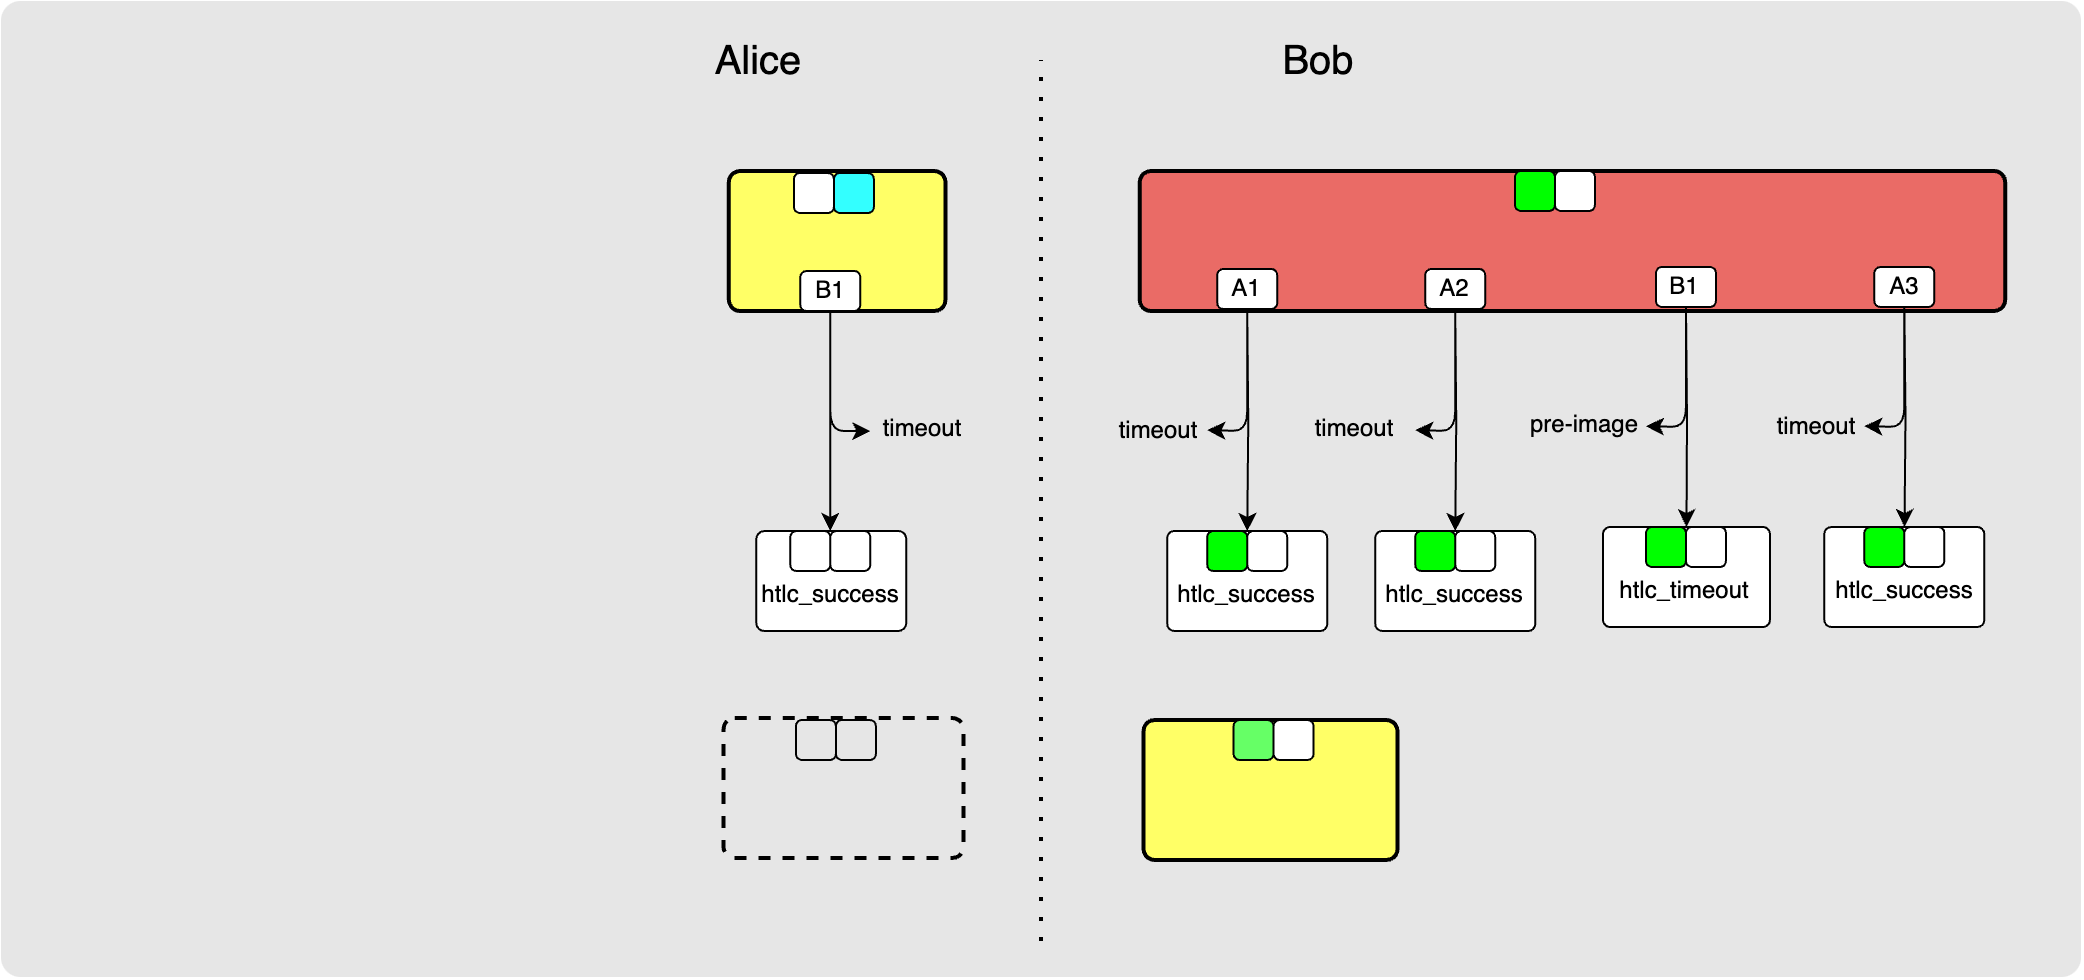 Alice
Bob
B1
A1
A2
B1
A3
timeout
timeout
timeout
pre-image
timeout
htlc_success
htlc_success
htlc_success
htlc_timeout
htlc_success